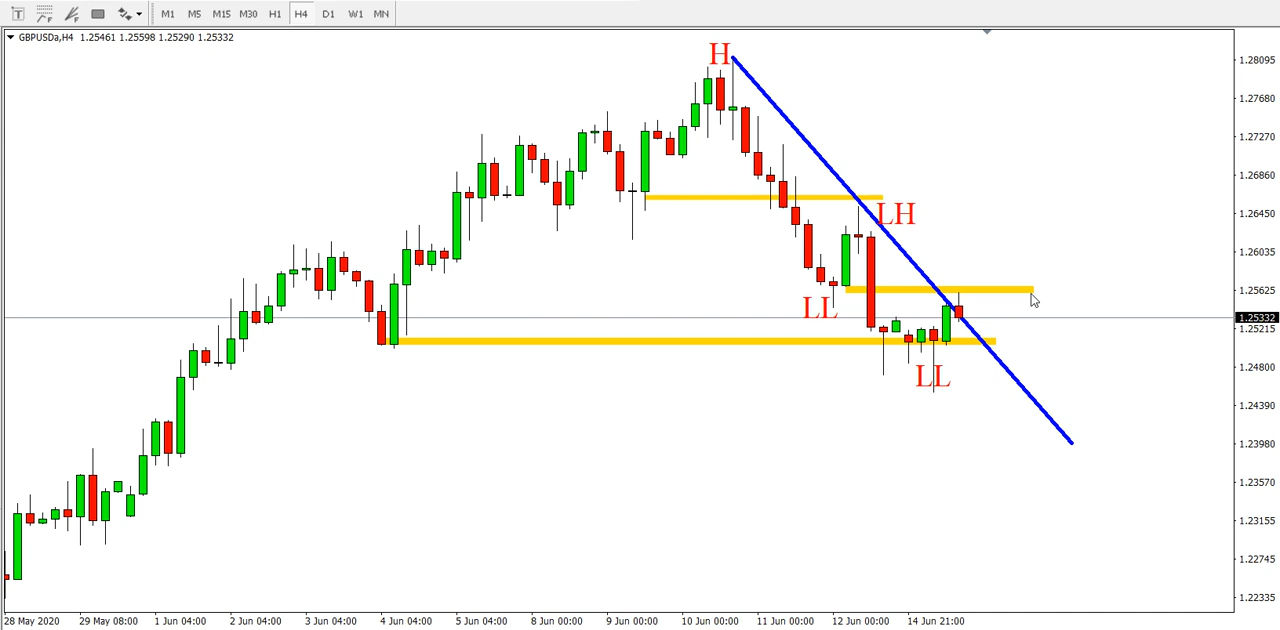 T F F M1 M5 M15 M30 H1 H4 D1 W1 MN
GBPUSDa,H4 1.25461 1.25598 1.25290 1.25332
H
LH
LL
LL
1.28095
1.27680
1.27270
1.26860
1.26450
1.26035
1.25625
1.25332
1.25215
1.24800
1.24390
1.23980
1.23570
1.23155
1.22745
1.22335
28 May 2020 29 May 08:00 1 Jun 04:00 2 Jun 04:00 3 Jun 04:00 4 Jun 04:00 5 Jun 04:00 8 Jun 00:00 9 Jun 00:00 10 Jun 00:00 11 Jun 00:00 12 Jun 00:00 14 Jun 21:00